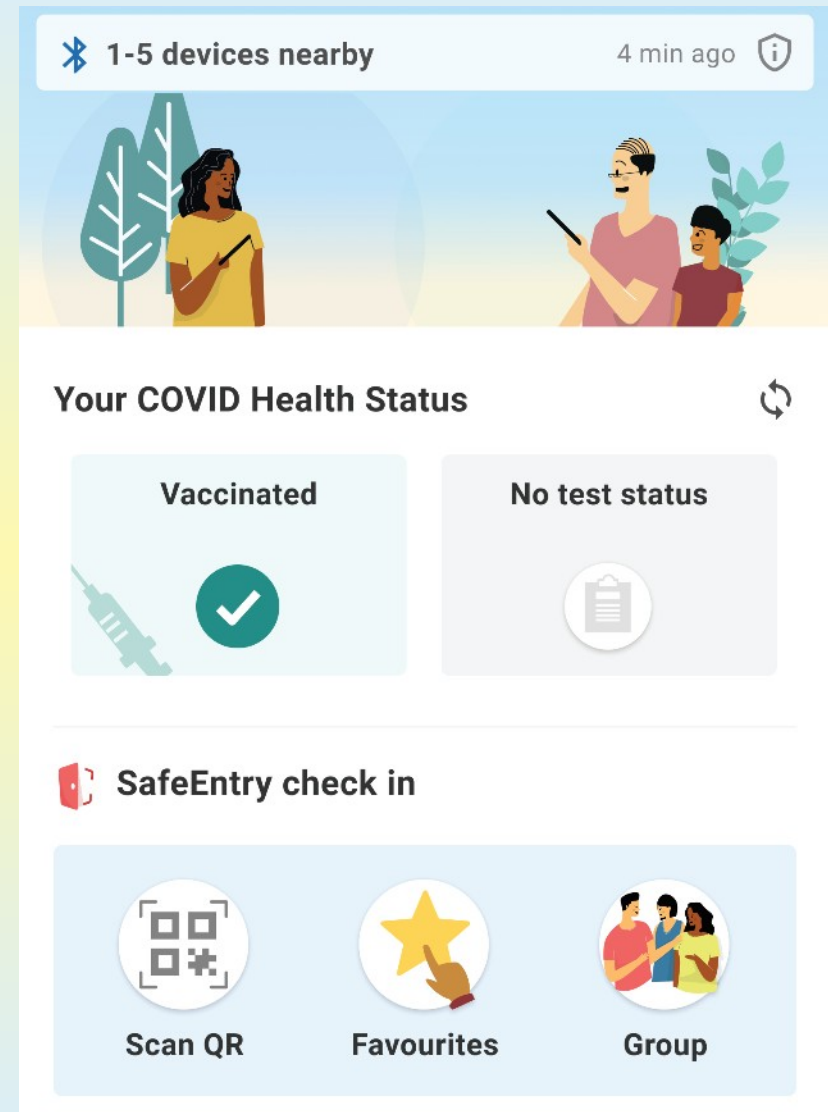 1-5 devices nearby 4 min ago
Your COVID Health Status
Vaccinated No test status
SafeEntry check in
Scan QR Favourites Group